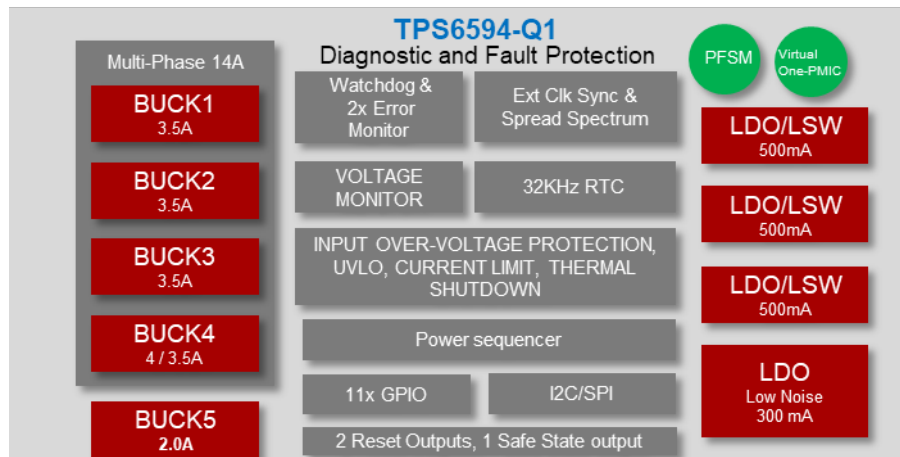 TPS6594-Q1
Diagnostic and Fault Protection
Multi-Phase 14A
BUCK1
3.5A
BUCK2
3.5A
BUCK3
3.5A
BUCK4
4 / 3.5A
BUCK5
2.0A
Watchdog &
2x Error
Monitor
Ext Clk Sync &
Spread Spectrum
VOLTAGE
MONITOR
32KHz RTC
INPUT OVER-VOLTAGE PROTECTION,
UVLO, CURRENT LIMIT, THERMAL
SHUTDOWN
Power sequencer
11x GPIO
I2C/SPI
2 Reset Outputs, 1 Safe State output
PFSM
Virtual
One-PMIC
LDO/LSW
500mA
LDO/LSW
500mA
LDO/LSW
500mA
LDO
Low Noise
300 mA